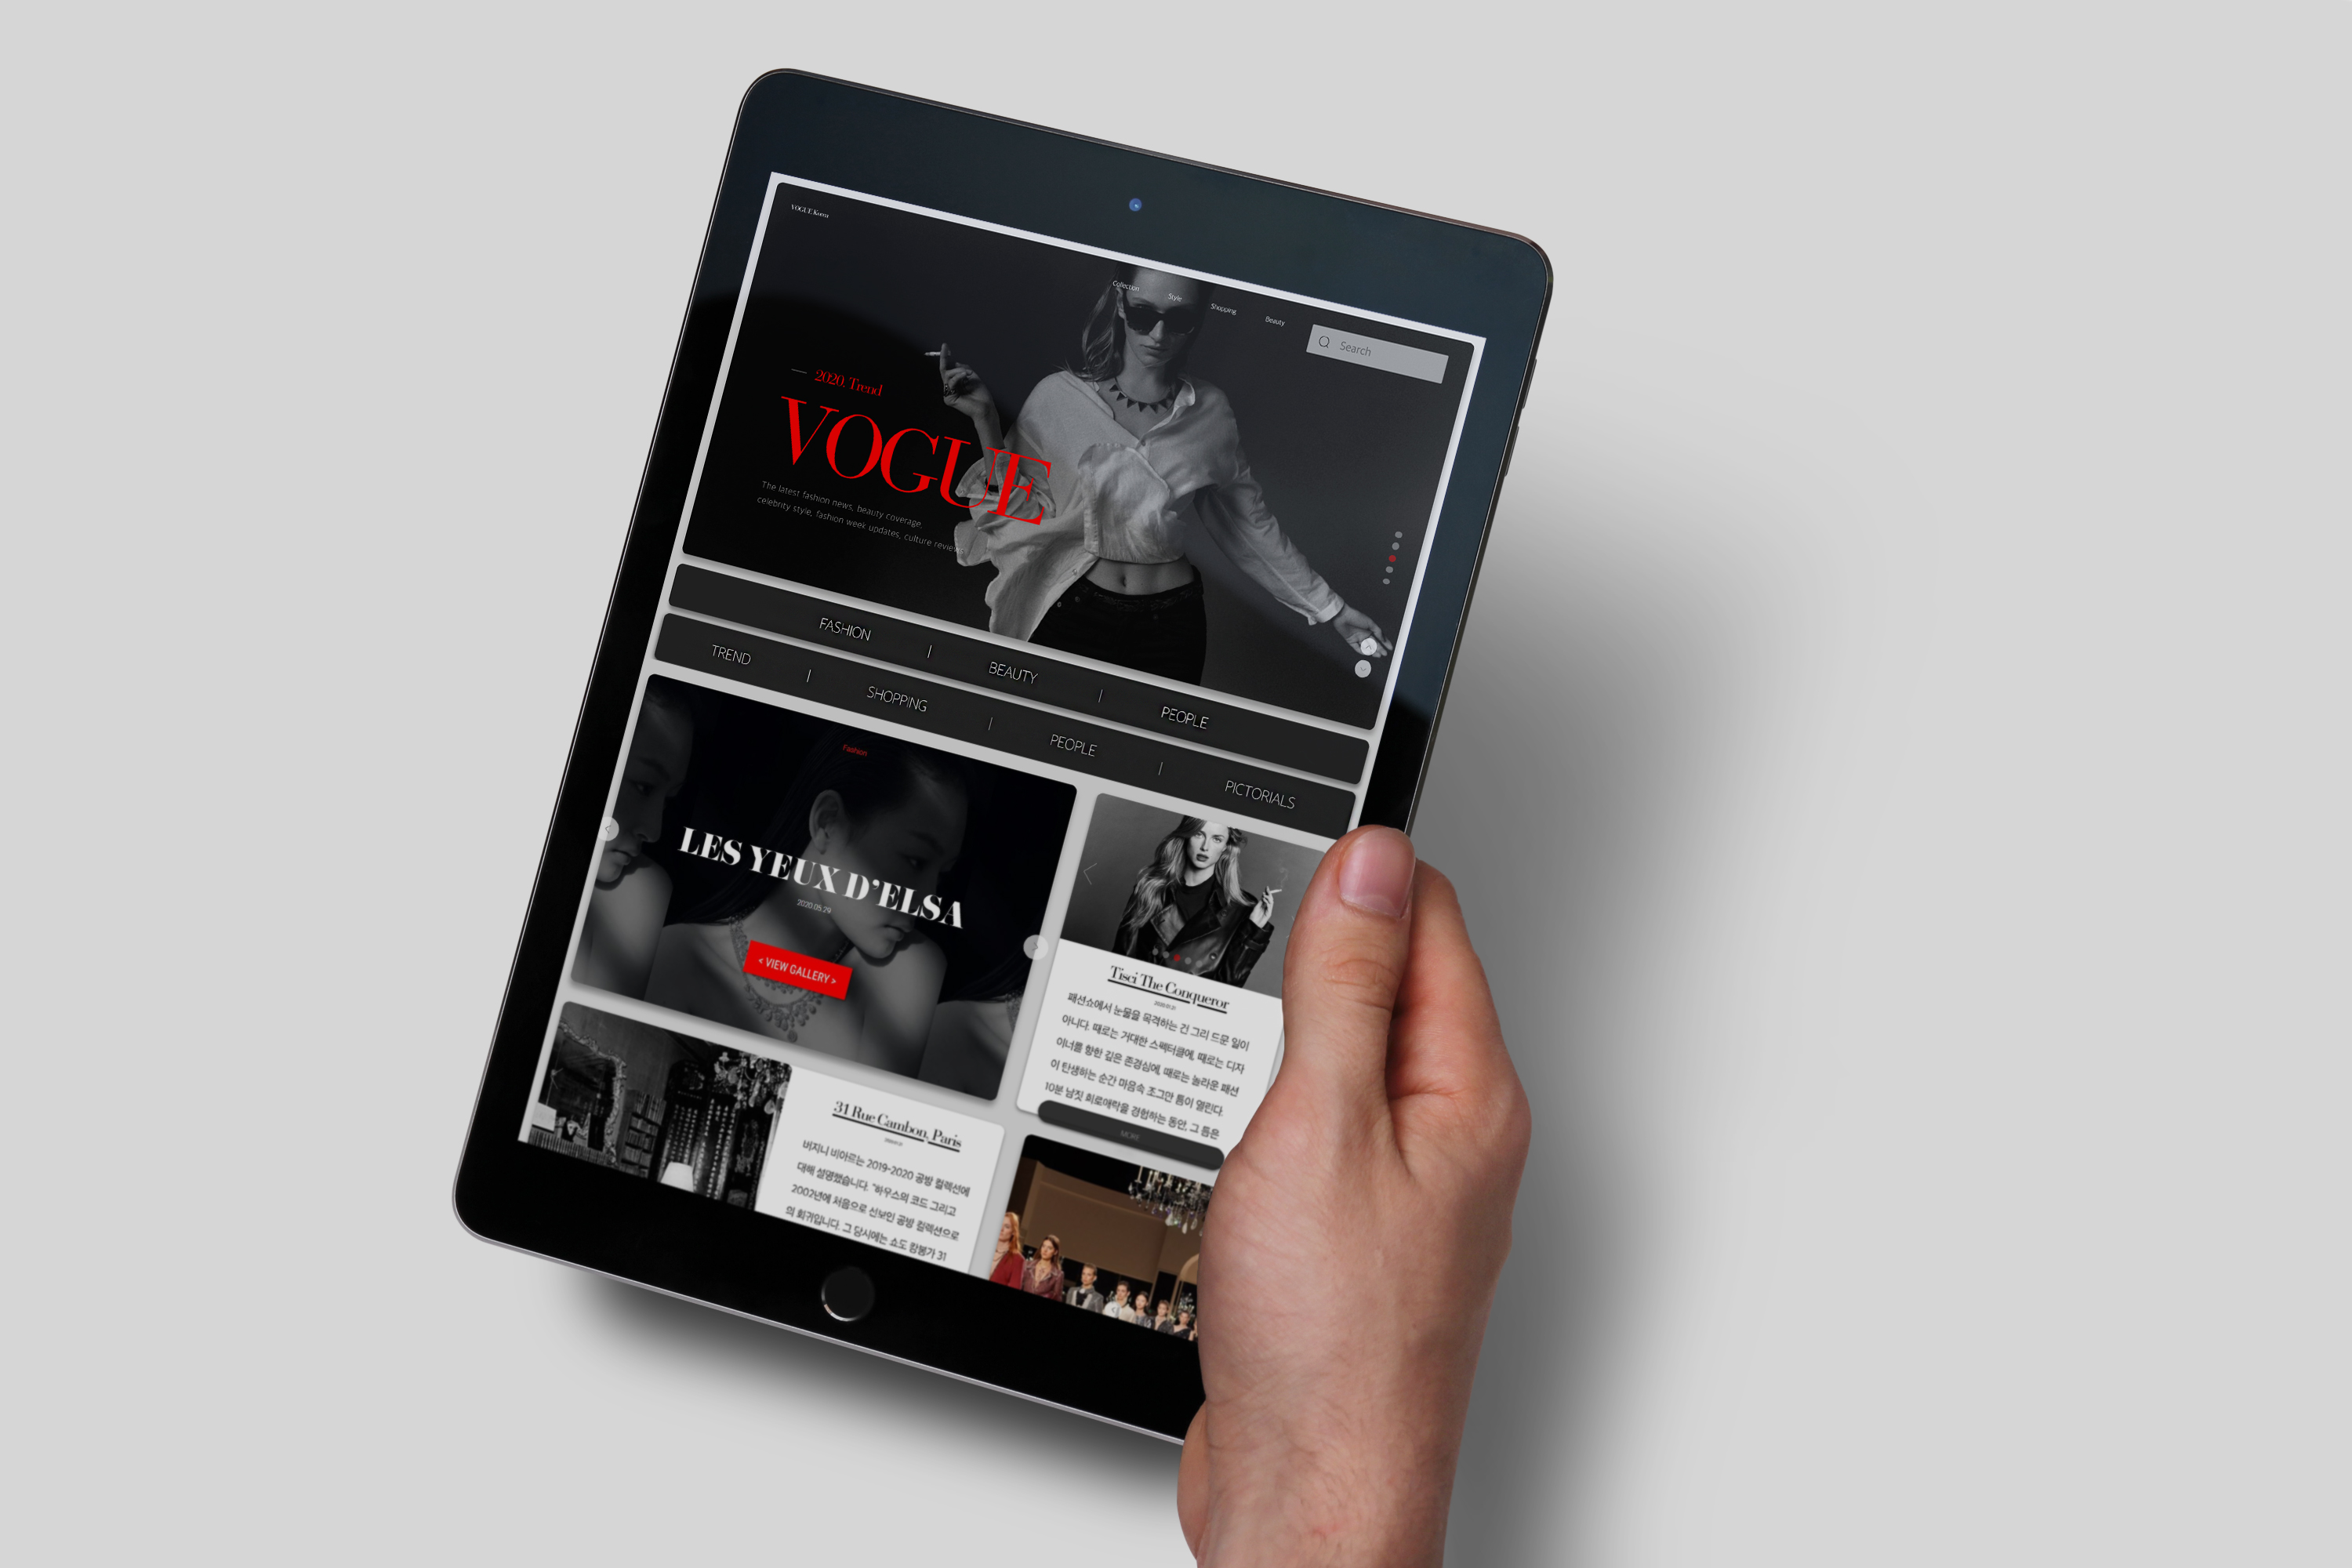 VOGUE Korea
Collection
Style
Shopping
Beauty
Search
2020. Trend
VOGUE
The latest fashion news, beauty coverage,
celebrity style, fashion week updates, culture reviews
FASHION | BEAUTY | PEOPLE
TREND | SHOPPING | PEOPLE | PICTORIALS
Fashion
LES YEUX D'ELSA
2020.05.29
< VIEW GALLERY >
Tisci The Conqueror
2020.01.21
패션쇼에서 눈물을 목격하는 건 그리 드문 일이
아니다. 때로는 거대한 스펙터클에, 때로는 디자
이너를 향한 깊은 존경심에, 때로는 놀라운 패션
이 탄생하는 순간 마음속 조그만 틈이 열린다.
10분 남짓 희로애락을 경험하는 동안, 그 틈은
MORE
31 Rue Cambon, Paris
버지니 비아르는 2019-2020 공방 컬렉션에
대해 설명했습니다. "하우스의 코드 그리고
2002년에 처음으로 선보인 공방 컬렉션으로
의 회귀입니다. 그 당시에는 쇼도 캉봉가 31